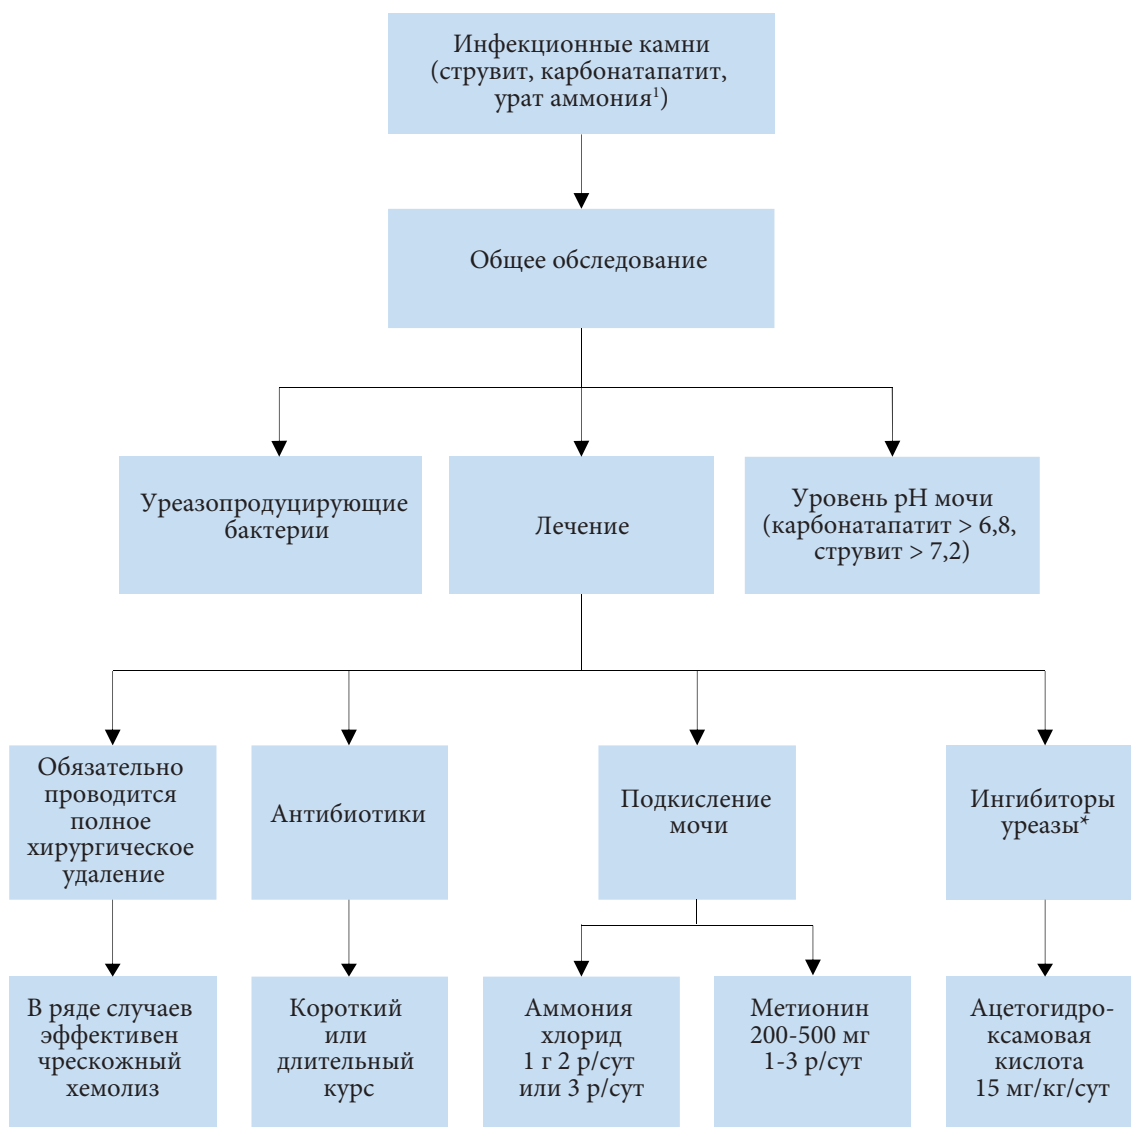 Инфекционные камни
(струвит, карбонатапатит,
урат аммония¹)
Общее обследование
Уреазопродуцирующие
бактерии
Лечение
Уровень pH мочи
(карбонатапатит > 6,8,
струвит > 7,2)
Обязательно
проводится
полное
хирургическое
удаление
Антибиотики
Подкисление
мочи
Ингибиторы
уреазы*
В ряде случаев
эффективен
чрескожный
хемолиз
Короткий
или
длительный
курс
Аммония
хлорид
1 г 2 р/сут
или 3 р/сут
Метионин
200-500 мг
1-3 р/сут
Ацетогидро-
ксамовая
кислота
15 мг/кг/сут